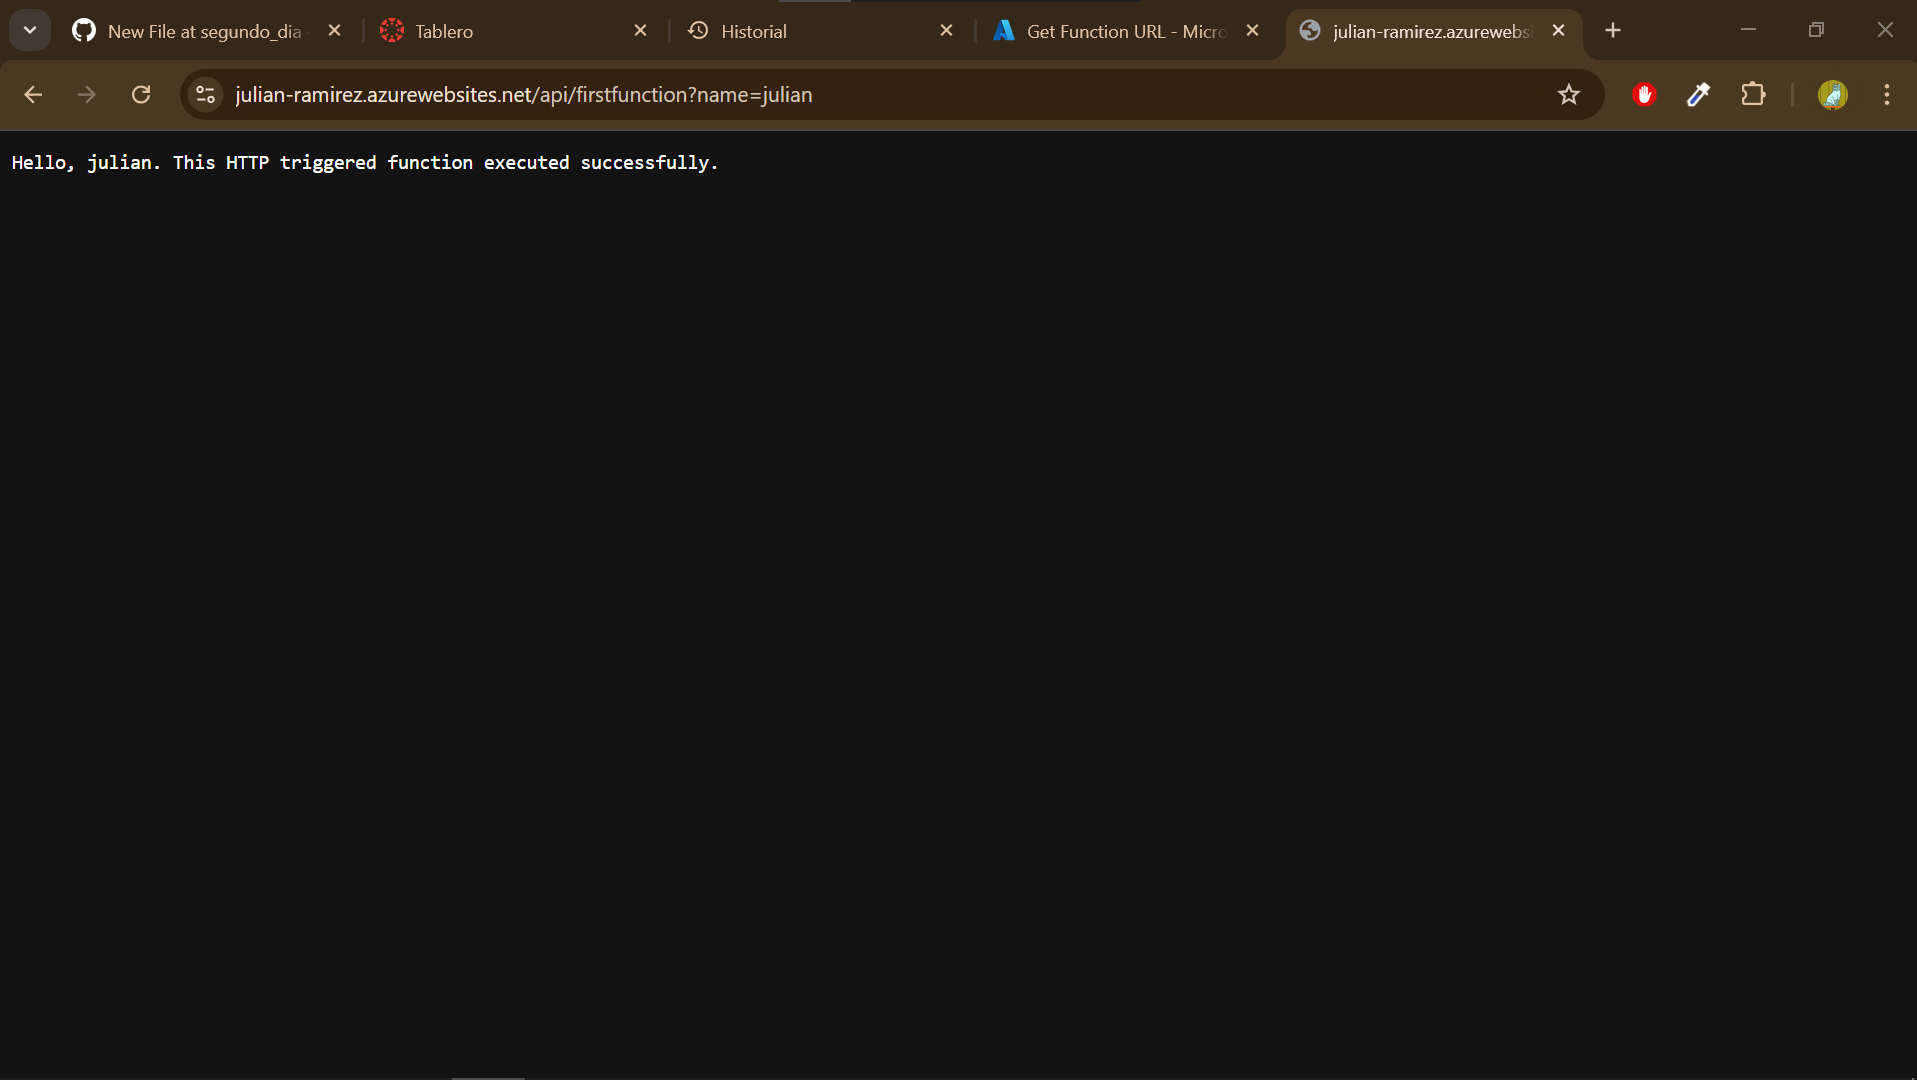 New File at segundo_dia
Tablero
Historial
Get Function URL - Micro
julian-ramirez.azurewebsi
julian-ramirez.azurewebsites.net/api/firstfunction?name=julian
Hello, julian. This HTTP triggered function executed successfully.